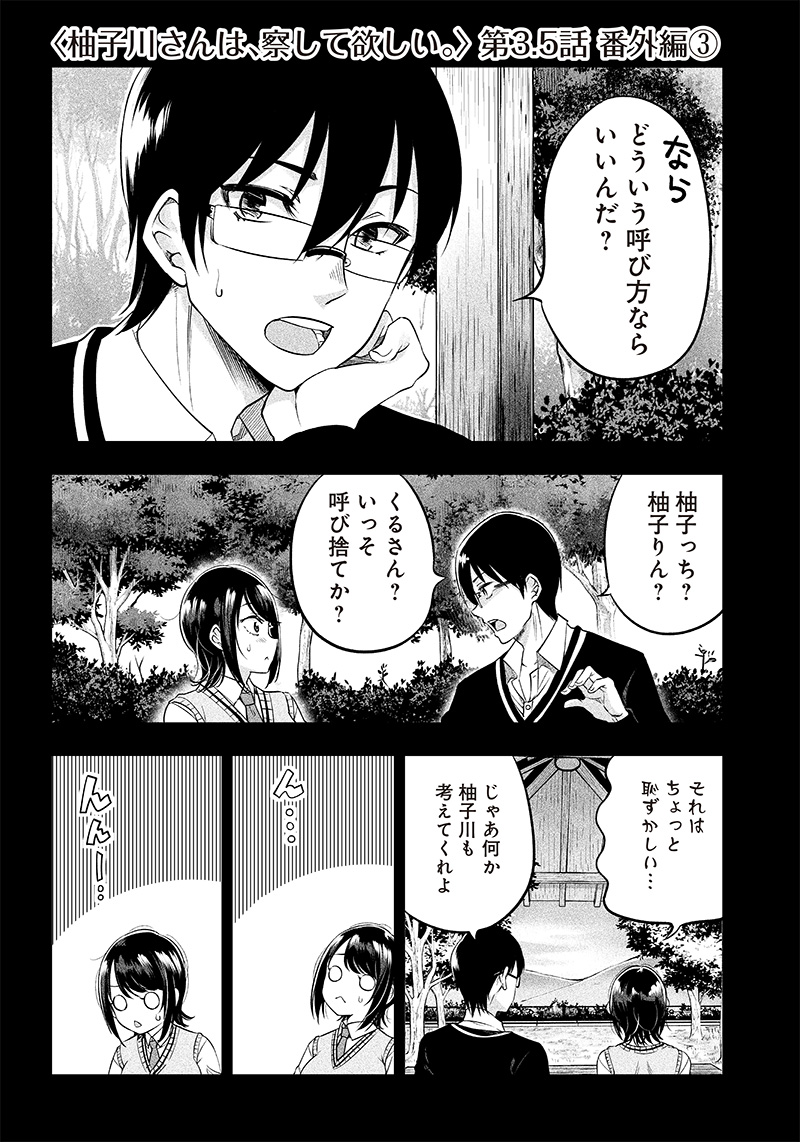 〈柚子川さんは、察して欲しい。〉 第3.5話 番外編③
なら
どういう呼び方なら
いいんだ？
柚子っち？
柚子りん？
くるさん？
いっそ
呼び捨てか？
それは
ちょっと
恥ずかしい…
じゃあ何か
柚子川も
考えてくれよ
ん…
んんー…